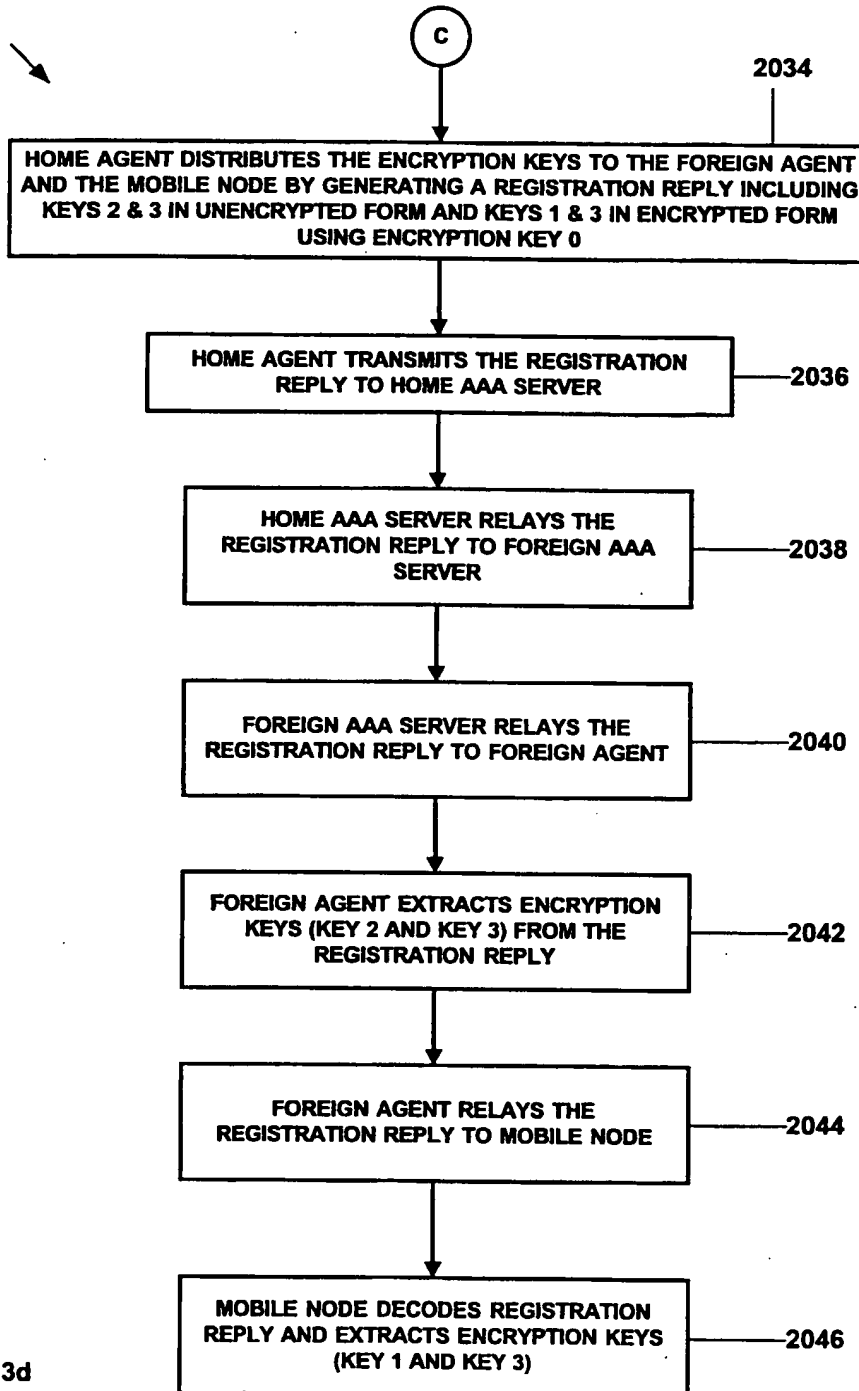 C
2034
HOME AGENT DISTRIBUTES THE ENCRYPTION KEYS TO THE FOREIGN AGENT
AND THE MOBILE NODE BY GENERATING A REGISTRATION REPLY INCLUDING
KEYS 2 & 3 IN UNENCRYPTED FORM AND KEYS 1 & 3 IN ENCRYPTED FORM
USING ENCRYPTION KEY 0
HOME AGENT TRANSMITS THE REGISTRATION
REPLY TO HOME AAA SERVER
2036
HOME AAA SERVER RELAYS THE
REGISTRATION REPLY TO FOREIGN AAA
SERVER
2038
FOREIGN AAA SERVER RELAYS THE
REGISTRATION REPLY TO FOREIGN AGENT
2040
FOREIGN AGENT EXTRACTS ENCRYPTION
KEYS (KEY 2 AND KEY 3) FROM THE
REGISTRATION REPLY
2042
FOREIGN AGENT RELAYS THE
REGISTRATION REPLY TO MOBILE NODE
2044
MOBILE NODE DECODES REGISTRATION
REPLY AND EXTRACTS ENCRYPTION KEYS
(KEY 1 AND KEY 3)
2046
3d